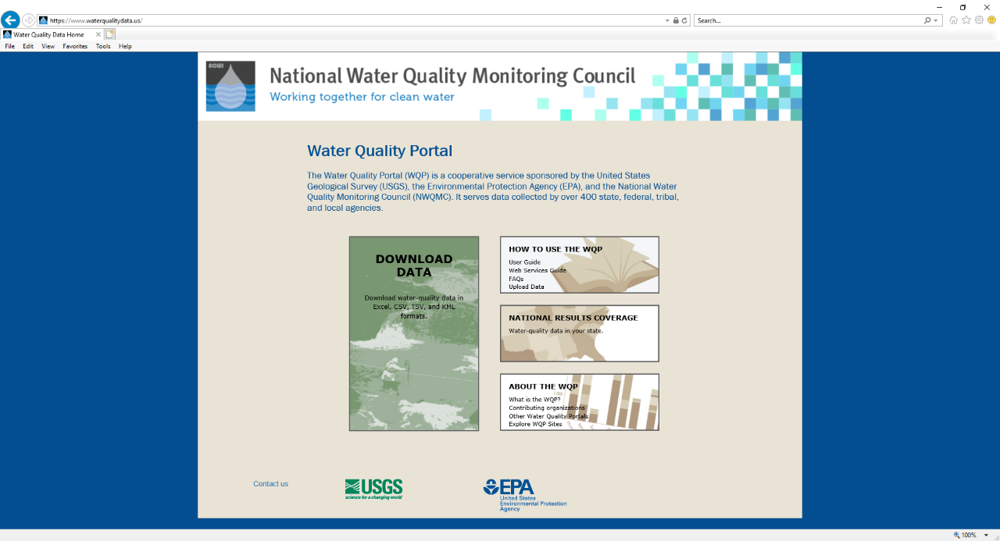 https://www.waterqualitydata.us/
Search...
Water Quality Data Home
File Edit View Favorites Tools Help
NATIONAL Water Quality Monitoring Council
Working together for clean water
Water Quality Portal
The Water Quality Portal (WQP) is a cooperative service sponsored by the United States
Geological Survey (USGS), the Environmental Protection Agency (EPA), and the National Water
Quality Monitoring Council (NWQMC). It serves data collected by over 400 state, federal, tribal,
and local agencies.
DOWNLOAD
DATA
Download water-quality data in
Excel, CSV, TSV, and KML
formats.
HOW TO USE THE WQP
User Guide
Web Services Guide
FAQs
Upload Data
NATIONAL RESULTS COVERAGE
Water-quality data in your state.
ABOUT THE WQP
What is the WQP?
Contributing organizations
Other Water Quality Portals
Explore WQP Sites
Contact us
USGS
science for a changing world
EPA
United States
Environmental Protection
Agency
100%